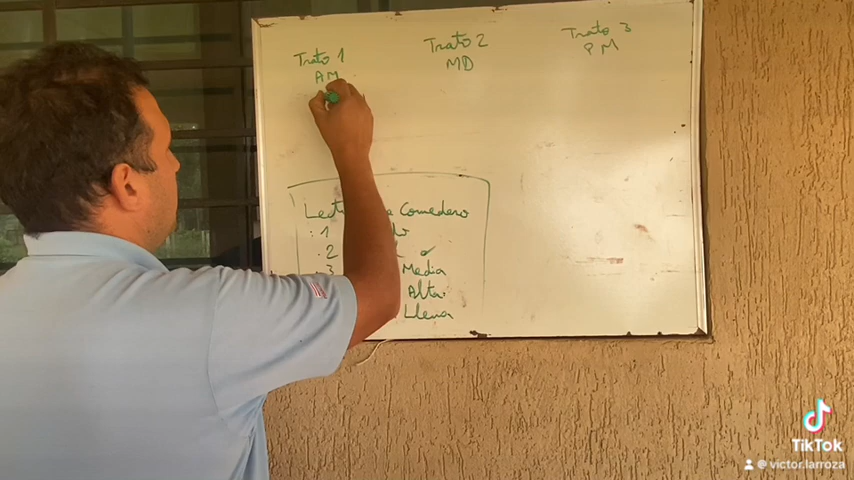 Trato 1
AM
Trato 2
MD
Trato 3
PM
Comedero
: 1
. 2
3 Media
Alta
Llena
TikTok
@victor.larroza